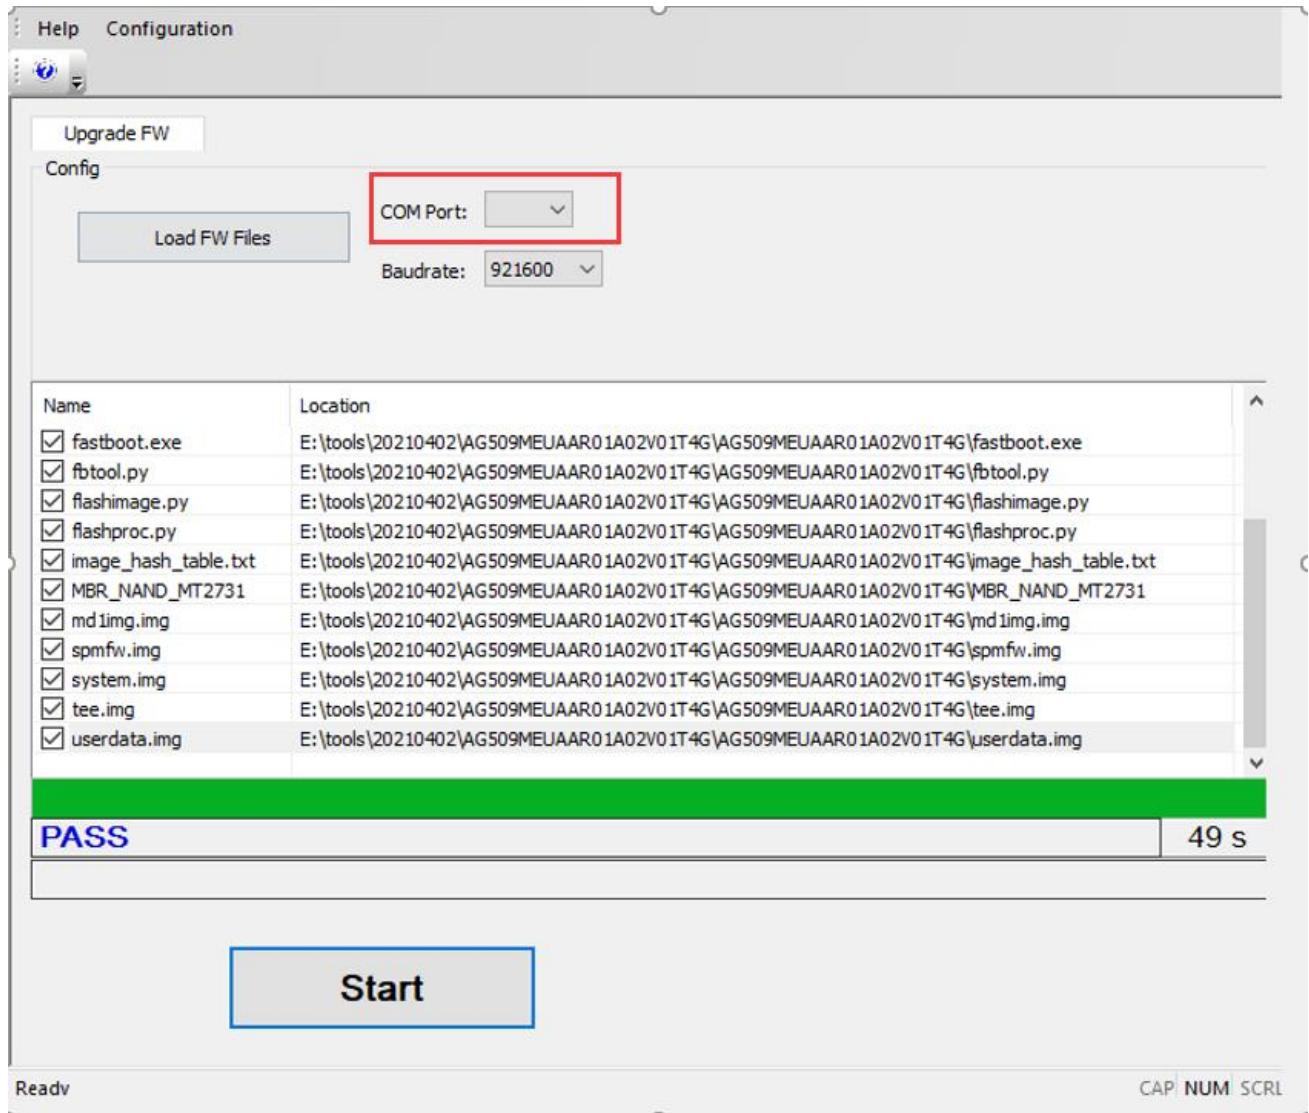 Help Configuration
Upgrade FW
Config
Load FW Files
COM Port:
Baudrate: 921600
Name Location
fastboot.exe E:\tools\20210402\AG509MEUAAR01A02V01T4G\AG509MEUAAR01A02V01T4G\fastboot.exe
fbtool.py E:\tools\20210402\AG509MEUAAR01A02V01T4G\AG509MEUAAR01A02V01T4G\fbtool.py
flashimage.py E:\tools\20210402\AG509MEUAAR01A02V01T4G\AG509MEUAAR01A02V01T4G\flashimage.py
flashproc.py E:\tools\20210402\AG509MEUAAR01A02V01T4G\AG509MEUAAR01A02V01T4G\flashproc.py
image_hash_table.txt E:\tools\20210402\AG509MEUAAR01A02V01T4G\AG509MEUAAR01A02V01T4G\image_hash_table.txt
MBR_NAND_MT2731 E:\tools\20210402\AG509MEUAAR01A02V01T4G\AG509MEUAAR01A02V01T4G\MBR_NAND_MT2731
md1img.img E:\tools\20210402\AG509MEUAAR01A02V01T4G\AG509MEUAAR01A02V01T4G\md1img.img
spmfw.img E:\tools\20210402\AG509MEUAAR01A02V01T4G\AG509MEUAAR01A02V01T4G\spmfw.img
system.img E:\tools\20210402\AG509MEUAAR01A02V01T4G\AG509MEUAAR01A02V01T4G\system.img
tee.img E:\tools\20210402\AG509MEUAAR01A02V01T4G\AG509MEUAAR01A02V01T4G\tee.img
userdata.img E:\tools\20210402\AG509MEUAAR01A02V01T4G\AG509MEUAAR01A02V01T4G\userdata.img
PASS 49 s
Start
Ready CAP NUM SCRL